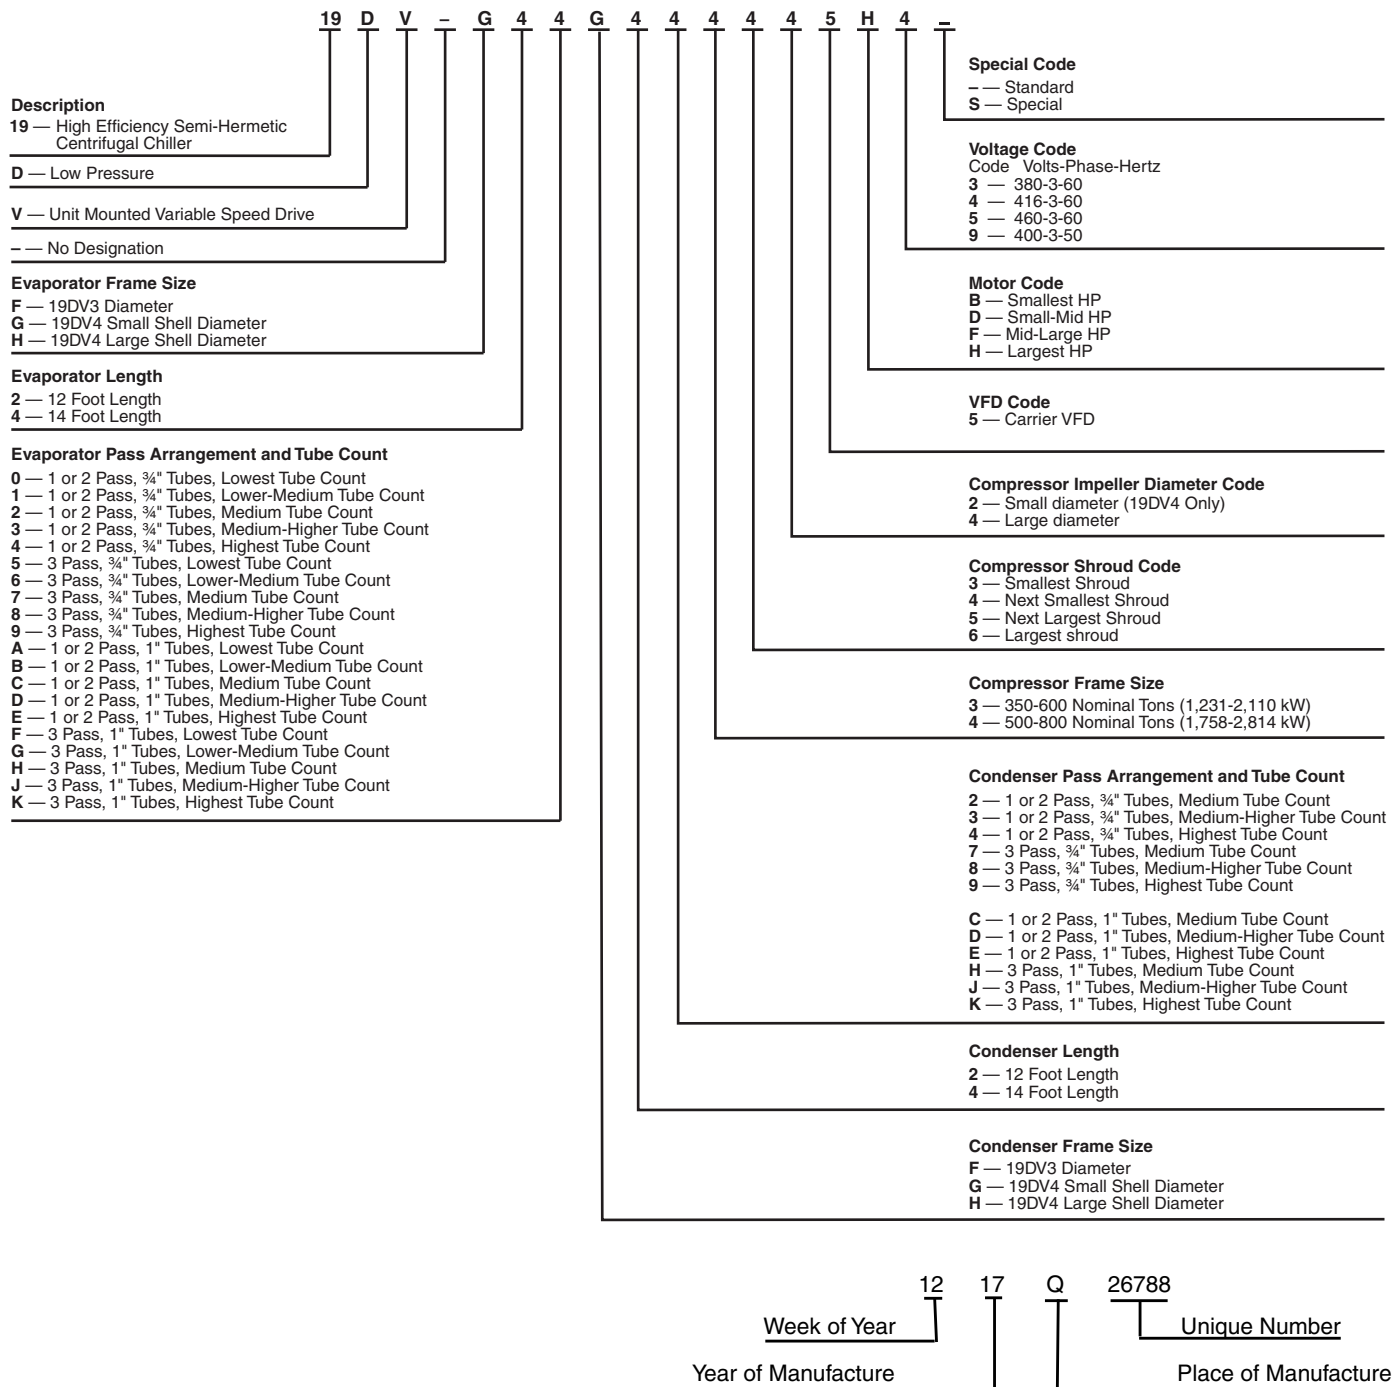 19 D V – G 4 4 G 4 4 4 4 4 5 H 4 –
Description
19 — High Efficiency Semi-Hermetic
Centrifugal Chiller
D — Low Pressure
V — Unit Mounted Variable Speed Drive
– — No Designation
Evaporator Frame Size
F — 19DV3 Diameter
G — 19DV4 Small Shell Diameter
H — 19DV4 Large Shell Diameter
Evaporator Length
2 — 12 Foot Length
4 — 14 Foot Length
Evaporator Pass Arrangement and Tube Count
0 — 1 or 2 Pass, ¾" Tubes, Lowest Tube Count
1 — 1 or 2 Pass, ¾" Tubes, Lower-Medium Tube Count
2 — 1 or 2 Pass, ¾" Tubes, Medium Tube Count
3 — 1 or 2 Pass, ¾" Tubes, Medium-Higher Tube Count
4 — 1 or 2 Pass, ¾" Tubes, Highest Tube Count
5 — 3 Pass, ¾" Tubes, Lowest Tube Count
6 — 3 Pass, ¾" Tubes, Lower-Medium Tube Count
7 — 3 Pass, ¾" Tubes, Medium Tube Count
8 — 3 Pass, ¾" Tubes, Medium-Higher Tube Count
9 — 3 Pass, ¾" Tubes, Highest Tube Count
A — 1 or 2 Pass, 1" Tubes, Lowest Tube Count
B — 1 or 2 Pass, 1" Tubes, Lower-Medium Tube Count
C — 1 or 2 Pass, 1" Tubes, Medium Tube Count
D — 1 or 2 Pass, 1" Tubes, Medium-Higher Tube Count
E — 1 or 2 Pass, 1" Tubes, Highest Tube Count
F — 3 Pass, 1" Tubes, Lowest Tube Count
G — 3 Pass, 1" Tubes, Lower-Medium Tube Count
H — 3 Pass, 1" Tubes, Medium Tube Count
J — 3 Pass, 1" Tubes, Medium-Higher Tube Count
K — 3 Pass, 1" Tubes, Highest Tube Count
Special Code
– — Standard
S — Special
Voltage Code
Code Volts-Phase-Hertz
3 — 380-3-60
4 — 416-3-60
5 — 460-3-60
9 — 400-3-50
Motor Code
B — Smallest HP
D — Small-Mid HP
F — Mid-Large HP
H — Largest HP
VFD Code
5 — Carrier VFD
Compressor Impeller Diameter Code
2 — Small diameter (19DV4 Only)
4 — Large diameter
Compressor Shroud Code
3 — Smallest Shroud
4 — Next Smallest Shroud
5 — Next Largest Shroud
6 — Largest shroud
Compressor Frame Size
3 — 350-600 Nominal Tons (1,231-2,110 kW)
4 — 500-800 Nominal Tons (1,758-2,814 kW)
Condenser Pass Arrangement and Tube Count
2 — 1 or 2 Pass, ¾" Tubes, Medium Tube Count
3 — 1 or 2 Pass, ¾" Tubes, Medium-Higher Tube Count
4 — 1 or 2 Pass, ¾" Tubes, Highest Tube Count
7 — 3 Pass, ¾" Tubes, Medium Tube Count
8 — 3 Pass, ¾" Tubes, Medium-Higher Tube Count
9 — 3 Pass, ¾" Tubes, Highest Tube Count
C — 1 or 2 Pass, 1" Tubes, Medium Tube Count
D — 1 or 2 Pass, 1" Tubes, Medium-Higher Tube Count
E — 1 or 2 Pass, 1" Tubes, Highest Tube Count
H — 3 Pass, 1" Tubes, Medium Tube Count
J — 3 Pass, 1" Tubes, Medium-Higher Tube Count
K — 3 Pass, 1" Tubes, Highest Tube Count
Condenser Length
2 — 12 Foot Length
4 — 14 Foot Length
Condenser Frame Size
F — 19DV3 Diameter
G — 19DV4 Small Shell Diameter
H — 19DV4 Large Shell Diameter
12 17 Q 26788
Week of Year Unique Number
Year of Manufacture Place of Manufacture